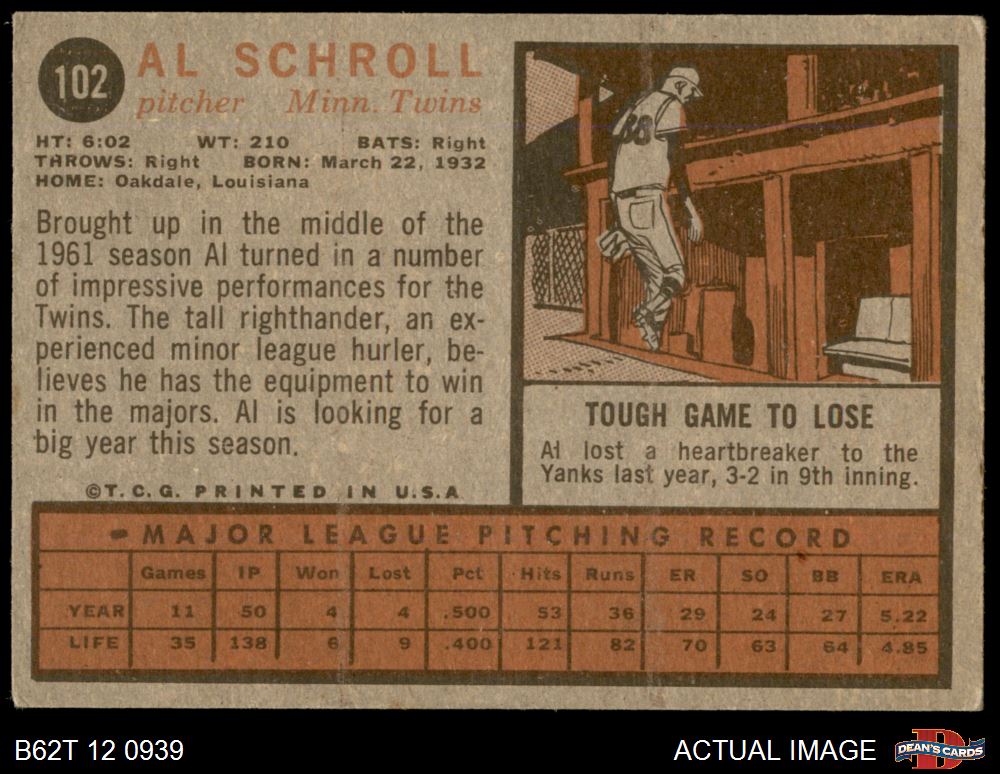 102
AL SCHROLL
pitcher Minn. Twins
HT: 6:02 WT: 210 BATS: Right
THROWS: Right BORN: March 22, 1932
HOME: Oakdale, Louisiana
Brought up in the middle of the
1961 season Al turned in a number
of impressive performances for the
Twins. The tall righthander, an ex-
perienced minor league hurler, be-
lieves he has the equipment to win
in the majors. Al is looking for a
big year this season.
©T.C.G. PRINTED IN U.S.A
88
TOUGH GAME TO LOSE
Al lost a heartbreaker to the
Yanks last year, 3-2 in 9th inning.
MAJOR LEAGUE PITCHING RECORD
Games IP Won Lost Pct Hits Runs ER SO BB ERA
YEAR 11 50 4 4 .500 53 36 29 24 27 5.22
LIFE 35 138 6 9 .400 121 82 70 63 64 4.85
B62T 12 0939
ACTUAL IMAGE
D
DEAN'S CARDS